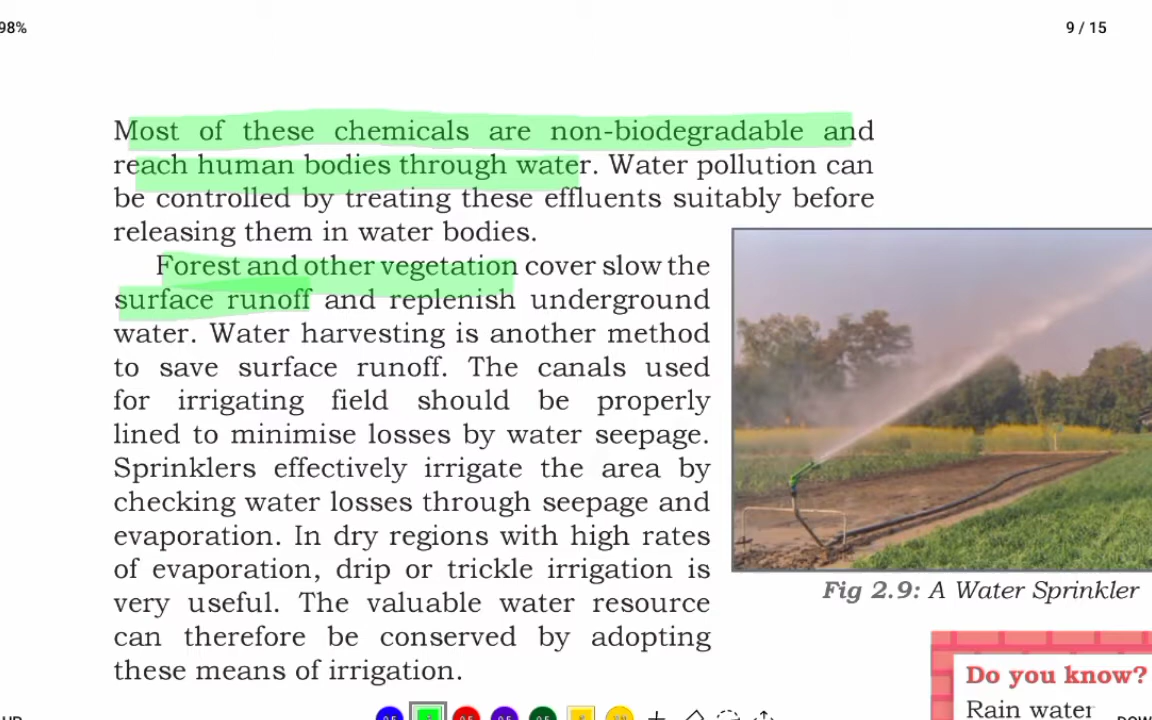 98%
9 / 15
Most of these chemicals are non-biodegradable and
reach human bodies through water. Water pollution can
be controlled by treating these effluents suitably before
releasing them in water bodies.
Forest and other vegetation cover slow the
surface runoff and replenish underground
water. Water harvesting is another method
to save surface runoff. The canals used
for irrigating field should be properly
lined to minimise losses by water seepage.
Sprinklers effectively irrigate the area by
checking water losses through seepage and
evaporation. In dry regions with high rates
of evaporation, drip or trickle irrigation is
very useful. The valuable water resource
can therefore be conserved by adopting
these means of irrigation.
Fig 2.9: A Water Sprinkler
Do you know?
Rain water